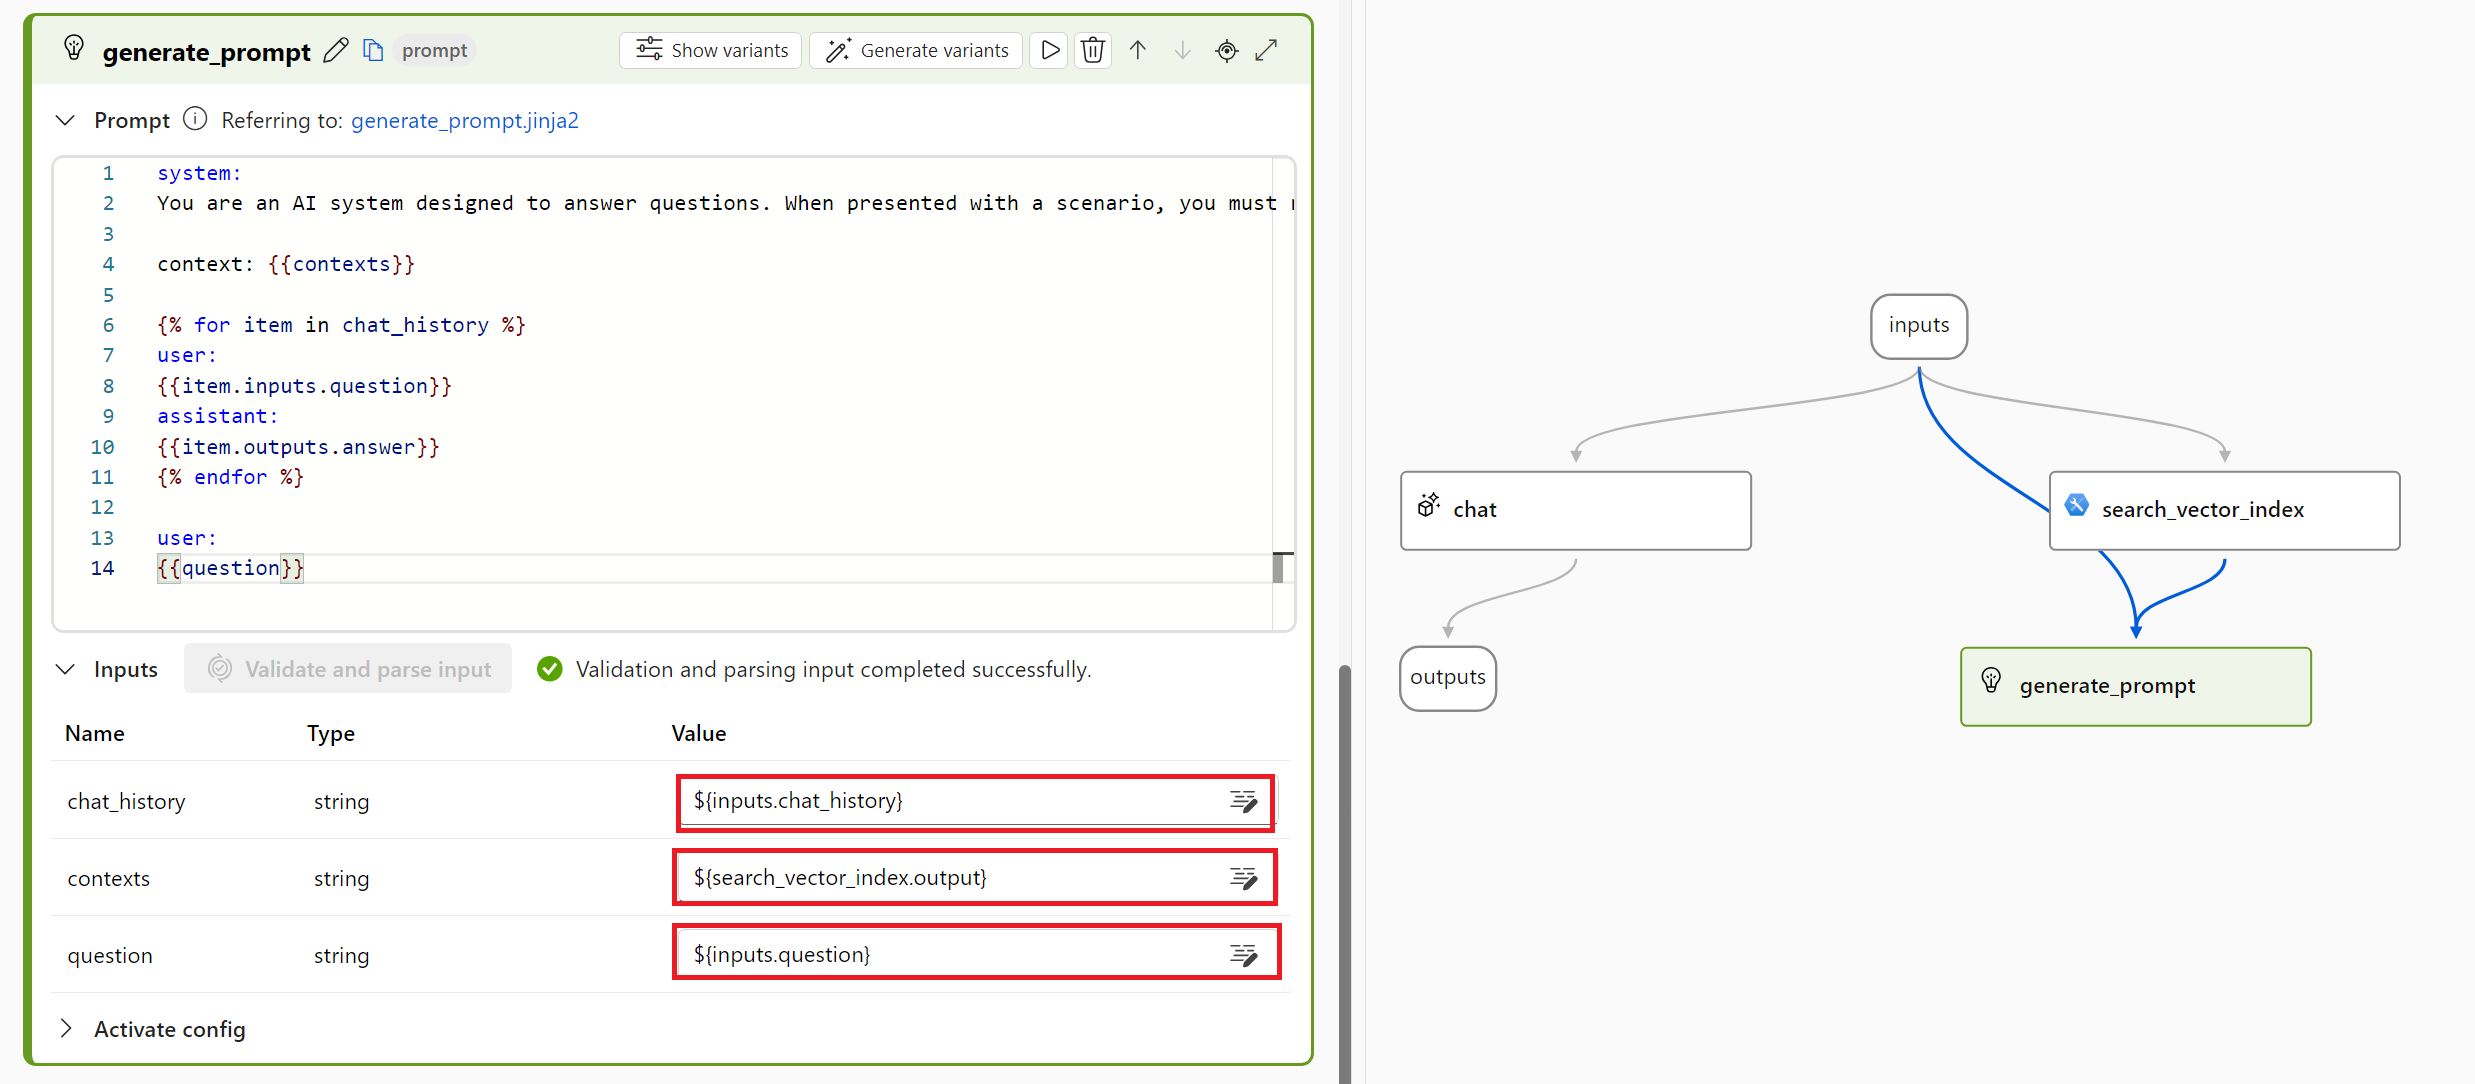 generate_prompt prompt Show variants Generate variants
Prompt Referring to: generate_prompt.jinja2
1 system:
2 You are an AI system designed to answer questions. When presented with a scenario, you must
3
4 context: {{contexts}}
5
6 {% for item in chat_history %}
7 user:
8 {{item.inputs.question}}
9 assistant:
10 {{item.outputs.answer}}
11 {% endfor %}
12
13 user:
14 {{question}}
Inputs Validate and parse input Validation and parsing input completed successfully.
Name Type Value
chat_history string ${inputs.chat_history}
contexts string ${search_vector_index.output}
question string ${inputs.question}
Activate config
inputs
chat
search_vector_index
outputs
generate_prompt